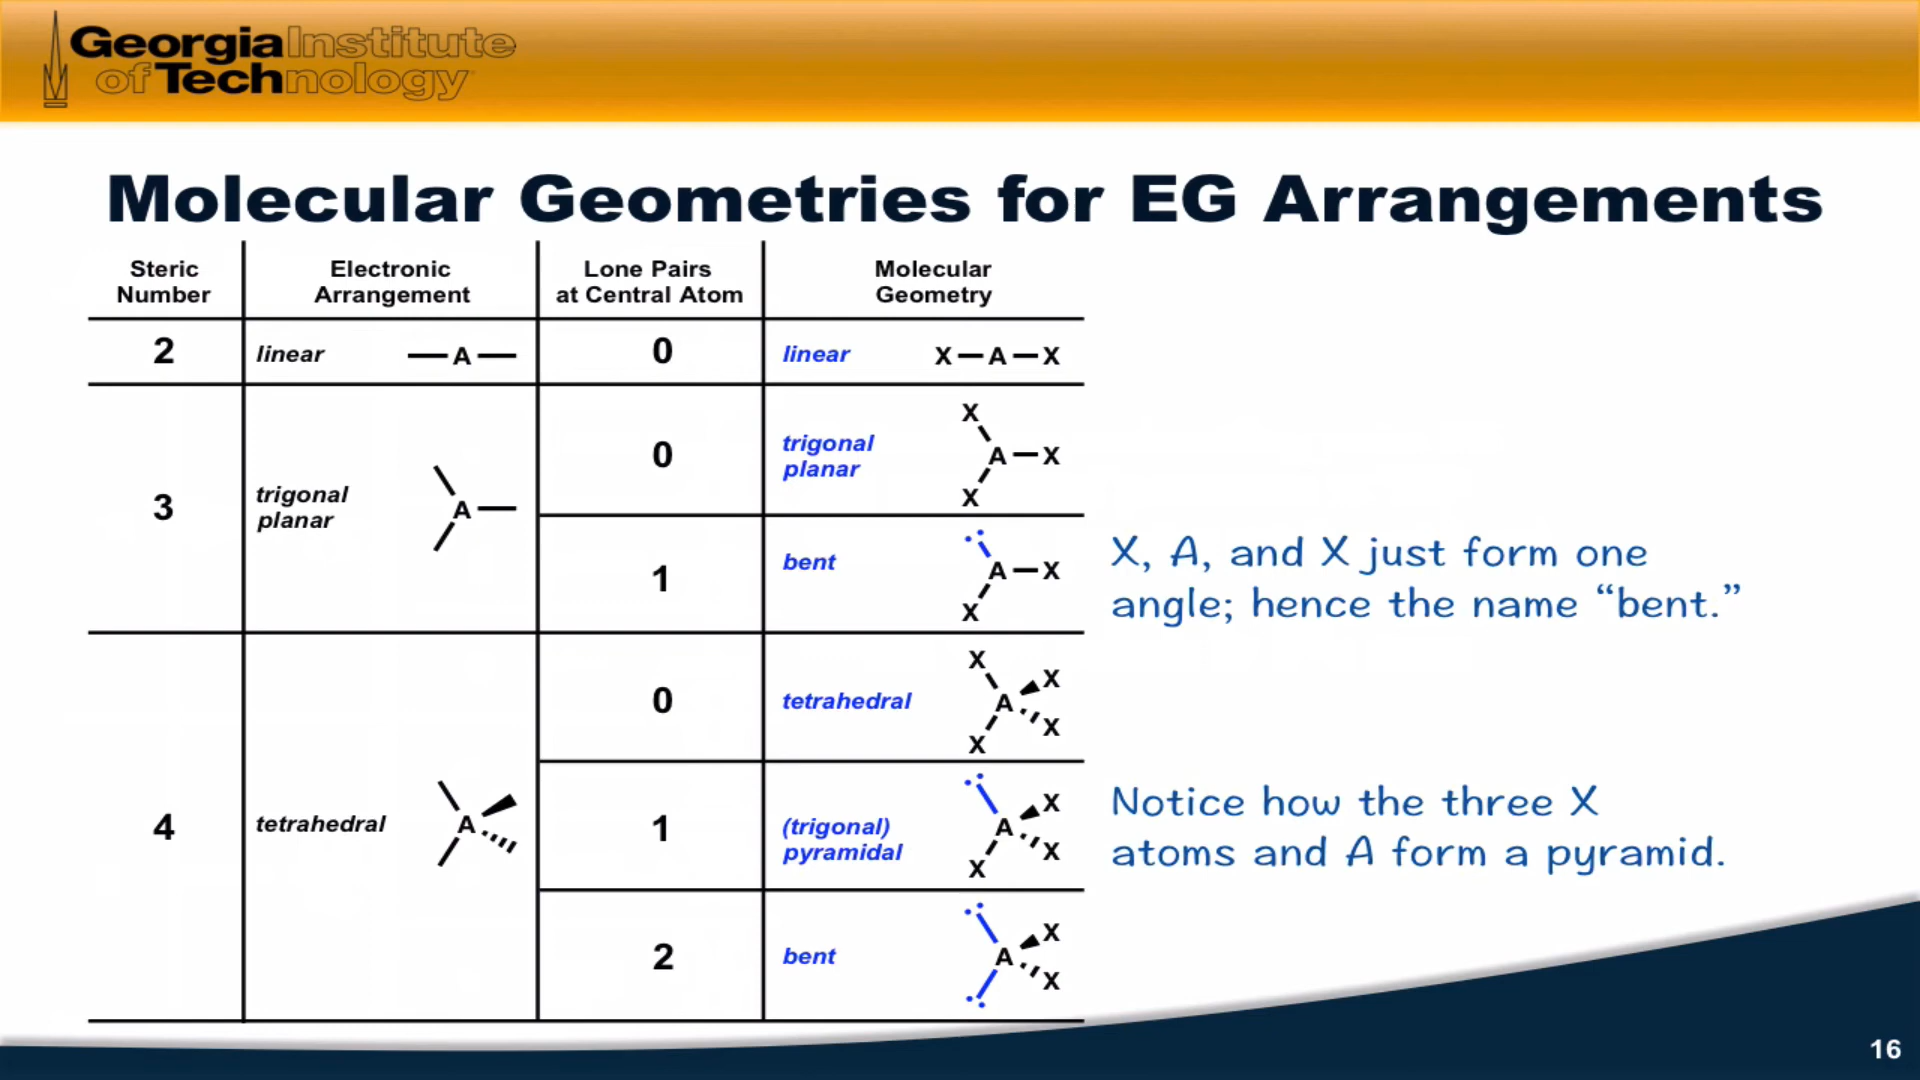 Georgia Institute
of Technology
Molecular Geometries for EG Arrangements
Steric
Number
Electronic
Arrangement
Lone Pairs
at Central Atom
Molecular
Geometry
2
linear
A
0
linear
X A X
3
trigonal
planar
A
0
trigonal
planar
X
A X
X
1
bent
A X
X
X, A, and X just form one
angle; hence the name “bent.”
4
tetrahedral
A
0
tetrahedral
X
X
A
X
X
1
(trigonal)
pyramidal
X
A
X
X
Notice how the three X
atoms and A form a pyramid.
2
bent
X
A
X
16